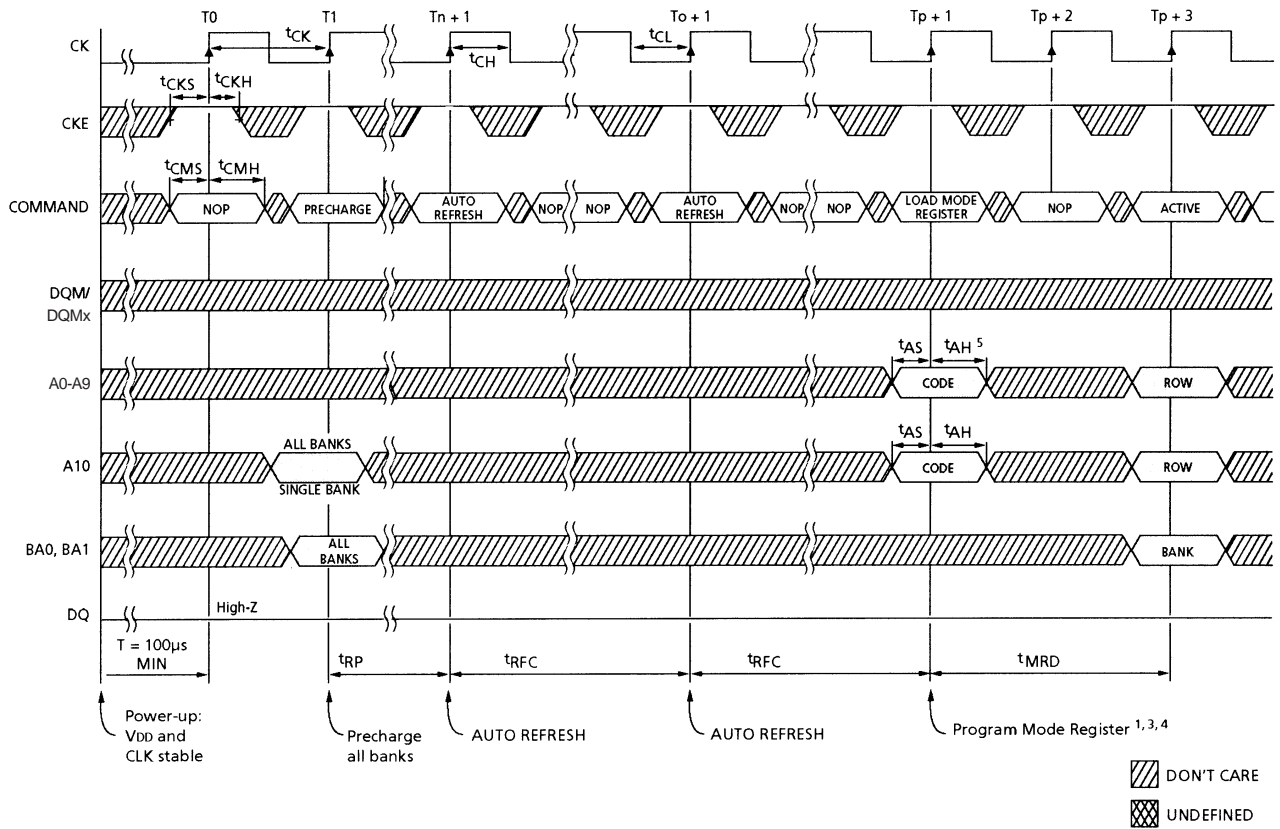 T0 T1 Tn + 1 To + 1 Tp + 1 Tp + 2 Tp + 3
CK tCK tCH tCL
tCKS tCKH
CKE
tCMS tCMH
COMMAND NOP PRECHARGE AUTO REFRESH NOP NOP AUTO REFRESH NOP NOP LOAD MODE REGISTER NOP ACTIVE
DQM/
DQMx
tAS tAH 5
A0-A9 CODE ROW
ALL BANKS tAS tAH
A10 CODE ROW
SINGLE BANK
BA0, BA1 ALL BANKS BANK
DQ High-Z
T = 100µs
MIN
tRP tRFC tRFC tMRD
Power-up:
VDD and
CLK stable
Precharge
all banks
AUTO REFRESH
AUTO REFRESH
Program Mode Register 1, 3, 4
DON'T CARE
UNDEFINED